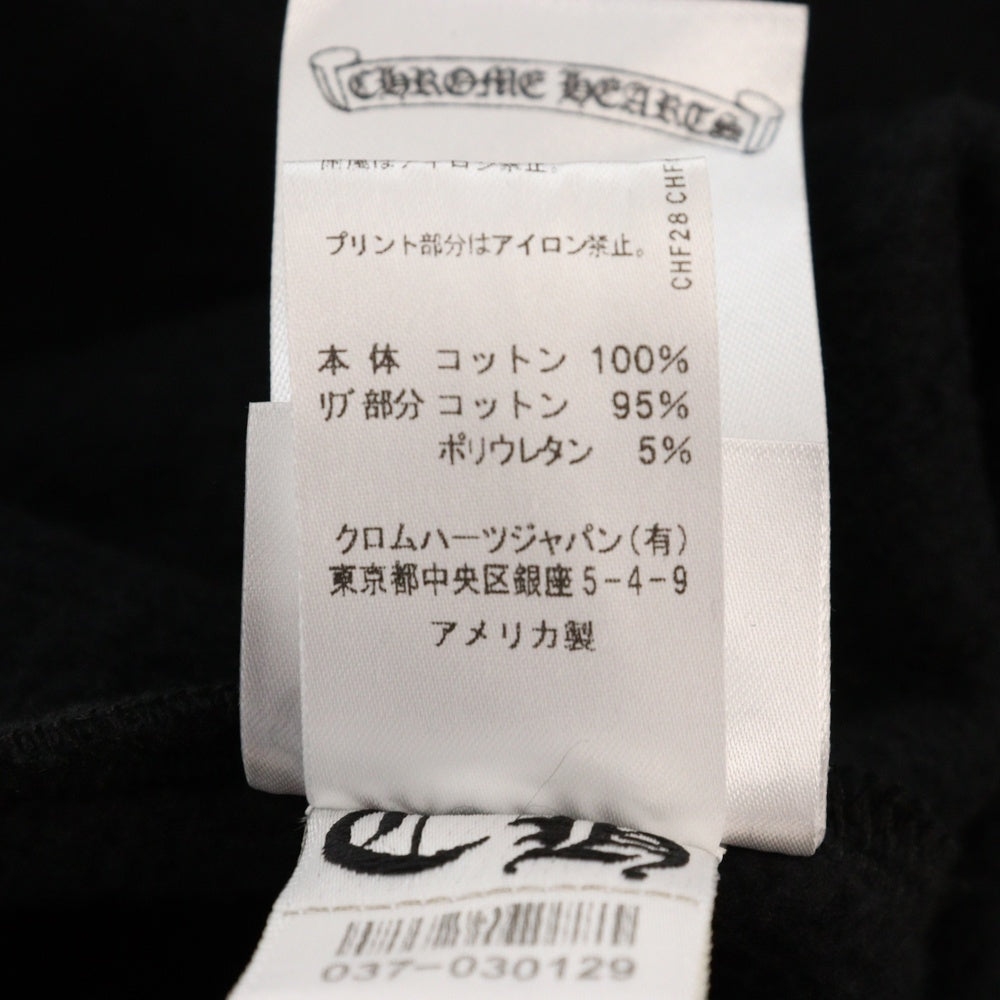 CHROME HEARTS
プリント部分はアイロン禁止。
CHF28
本体 コットン 100%
リブ部分 コットン 95%
ポリウレタン 5%
クロムハーツジャパン(有)
東京都中央区銀座5-4-9
アメリカ製
CH
037-030129